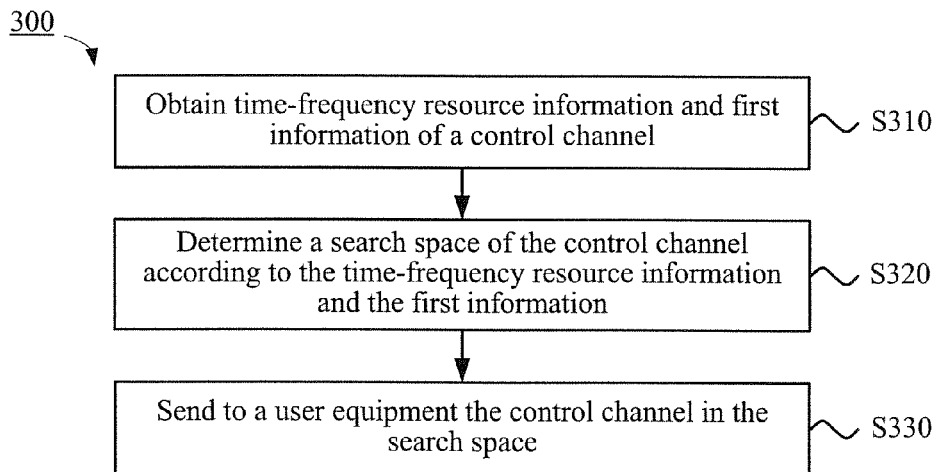 300
Obtain time-frequency resource information and first
information of a control channel
S310
Determine a search space of the control channel
according to the time-frequency resource information
and the first information
S320
Send to a user equipment the control channel in the
search space
S330